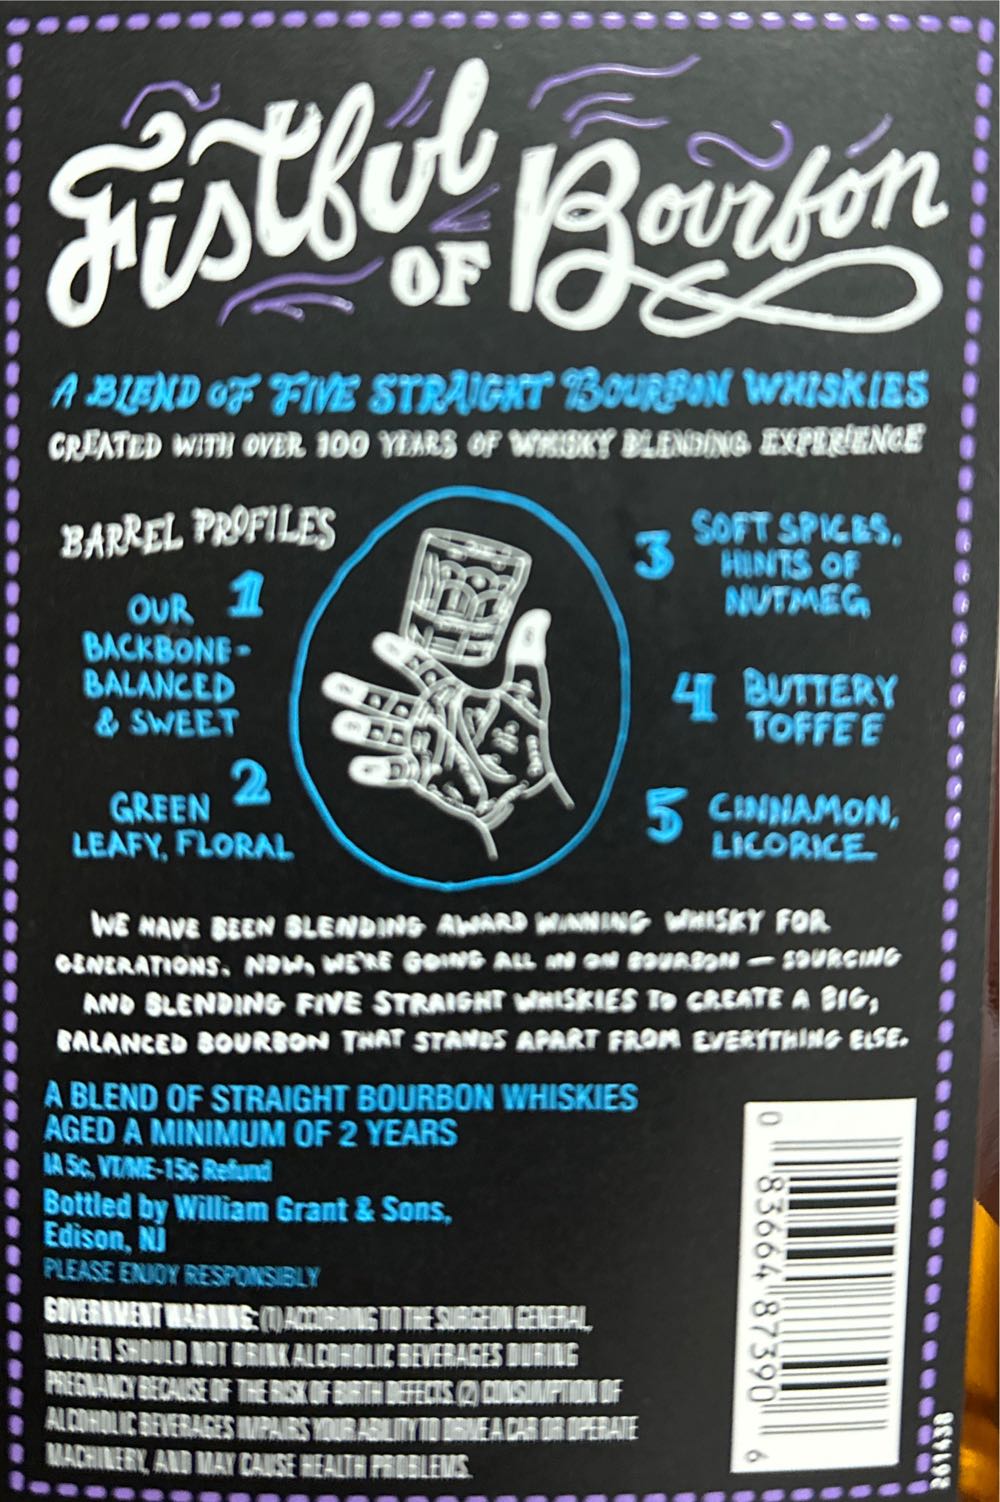 Fistful OF Bourbon
A BLEND OF FIVE STRAIGHT BOURBON WHISKIES
CREATED WITH OVER 100 YEARS OF WHISKY BLENDING EXPERIENCE
BARREL PROFILES
1
OUR
BACKBONE-
BALANCED
& SWEET
2
GREEN
LEAFY, FLORAL
3
SOFT SPICES,
HINTS OF
NUTMEG
4
BUTTERY
TOFFEE
5
CINNAMON,
LICORICE
WE HAVE BEEN BLENDING AWARD WINNING WHISKY FOR
GENERATIONS. NOW, WE'RE GOING ALL IN ON BOURBON — SOURCING
AND BLENDING FIVE STRAIGHT WHISKIES TO CREATE A BIG,
BALANCED BOURBON THAT STANDS APART FROM EVERYTHING ELSE.
A BLEND OF STRAIGHT BOURBON WHISKIES
AGED A MINIMUM OF 2 YEARS
IA 5c, VT/ME-15c Refund
Bottled by William Grant & Sons,
Edison, NJ
PLEASE ENJOY RESPONSIBLY
GOVERNMENT WARNING: (1) ACCORDING TO THE SURGEON GENERAL,
WOMEN SHOULD NOT DRINK ALCOHOLIC BEVERAGES DURING
PREGNANCY BECAUSE OF THE RISK OF BIRTH DEFECTS. (2) CONSUMPTION OF
ALCOHOLIC BEVERAGES IMPAIRS YOUR ABILITY TO DRIVE A CAR OR OPERATE
MACHINERY, AND MAY CAUSE HEALTH PROBLEMS.
0 83664 87390 6
261438